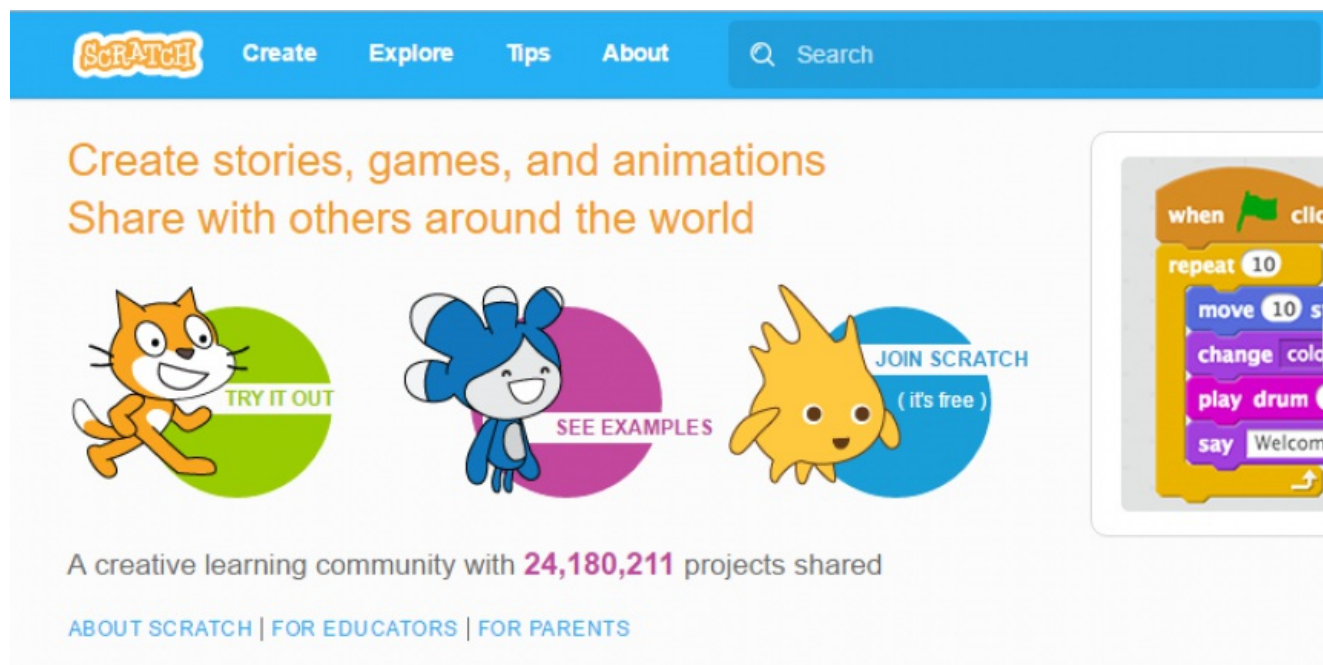 SCRATCH Create Explore Tips About Search
Create stories, games, and animations
Share with others around the world
TRY IT OUT
SEE EXAMPLES
JOIN SCRATCH
( it's free )
when
repeat 10
move 10
change
play drum
say
A creative learning community with 24,180,211 projects shared
ABOUT SCRATCH | FOR EDUCATORS | FOR PARENTS